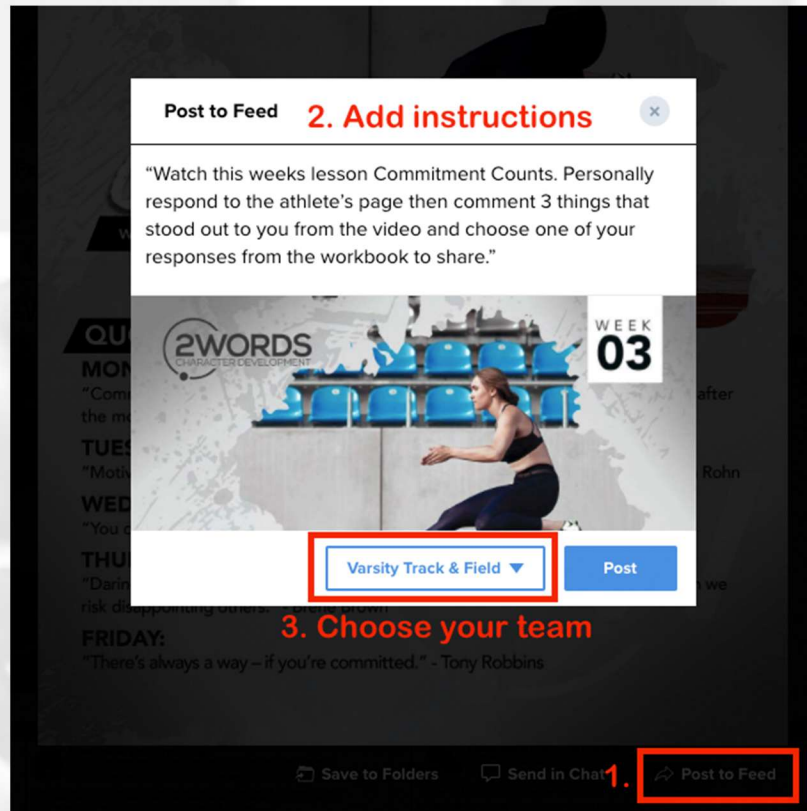 Post to Feed
2. Add instructions
×
“Watch this weeks lesson Commitment Counts. Personally
respond to the athlete’s page then comment 3 things that
stood out to you from the video and choose one of your
responses from the workbook to share.”
2WORDS
CHARACTER DEVELOPMENT
WEEK
03
Varsity Track & Field
Post
3. Choose your team
W
QU
MON
"Com
after
the mo
TUES
"Motiv
Rohn
WED
"You c
THU
"Darin
we
risk disappointing others." - Brené Brown
FRIDAY:
"There's always a way – if you're committed." - Tony Robbins
Save to Folders
Send in Chat
1.
Post to Feed